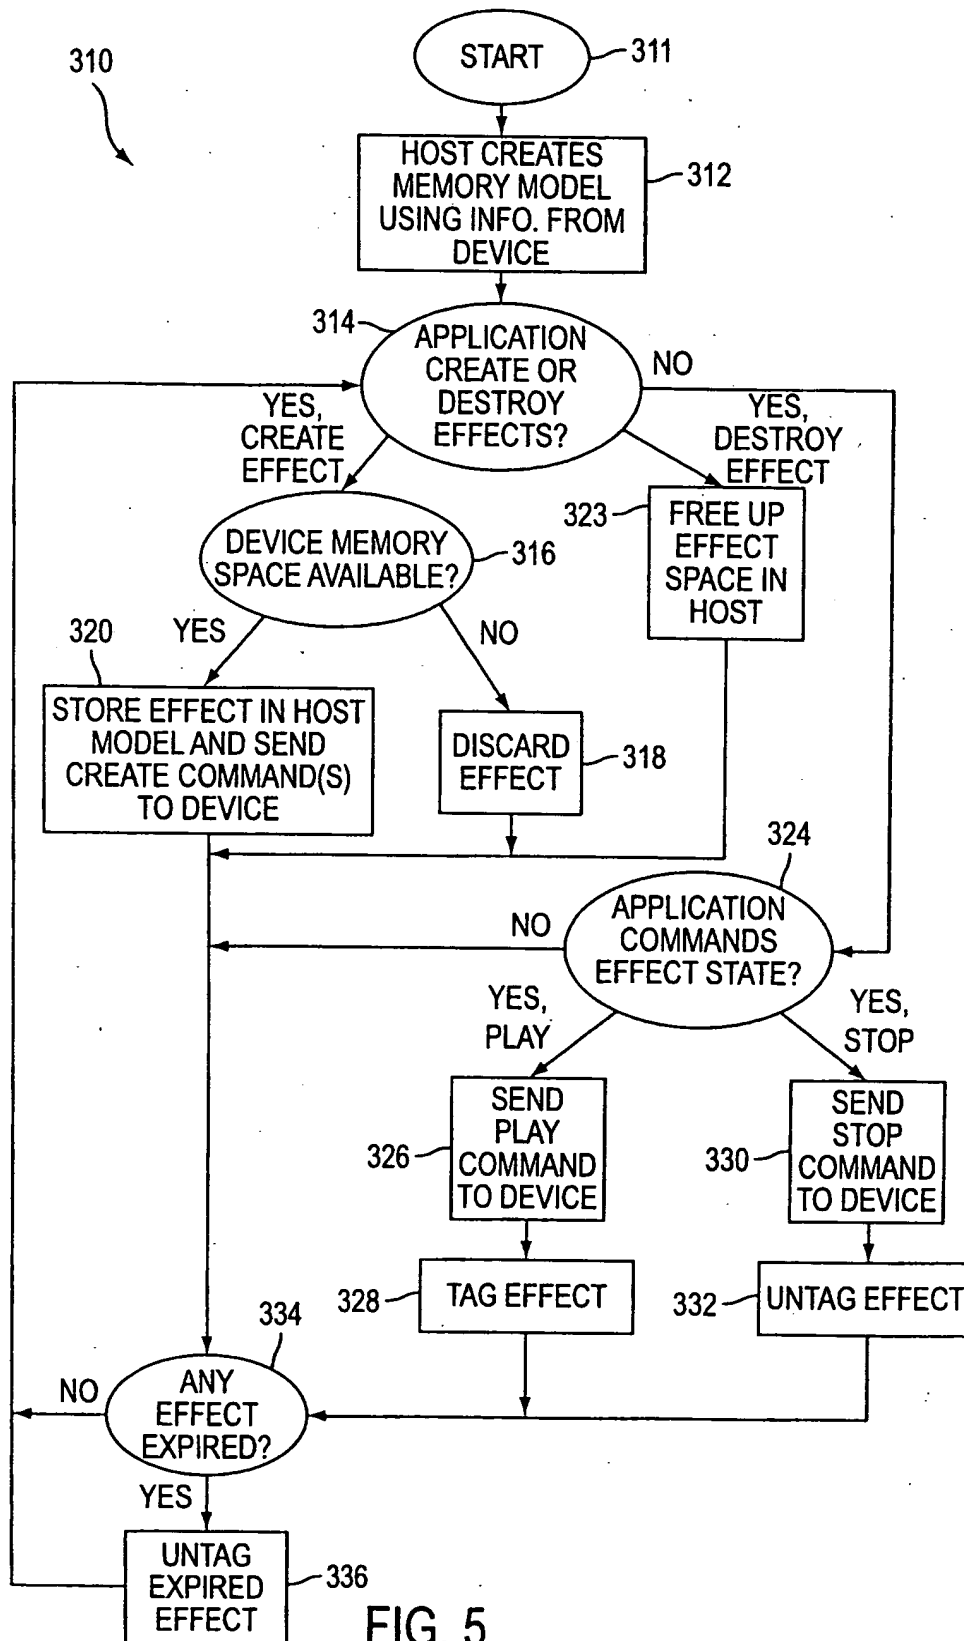 310
START
311
HOST CREATES
MEMORY MODEL
USING INFO. FROM
DEVICE
312
314
APPLICATION
CREATE OR
DESTROY
EFFECTS?
NO
YES,
CREATE
EFFECT
YES,
DESTROY
EFFECT
DEVICE MEMORY
SPACE AVAILABLE?
316
323
FREE UP
EFFECT
SPACE IN
HOST
YES
NO
320
STORE EFFECT IN HOST
MODEL AND SEND
CREATE COMMAND(S)
TO DEVICE
DISCARD
EFFECT
318
324
APPLICATION
COMMANDS
EFFECT STATE?
NO
YES,
PLAY
YES,
STOP
326
SEND
PLAY
COMMAND
TO DEVICE
330
SEND
STOP
COMMAND
TO DEVICE
328
TAG EFFECT
332
UNTAG EFFECT
334
ANY
EFFECT
EXPIRED?
NO
YES
UNTAG
EXPIRED
EFFECT
336
FIG. 5